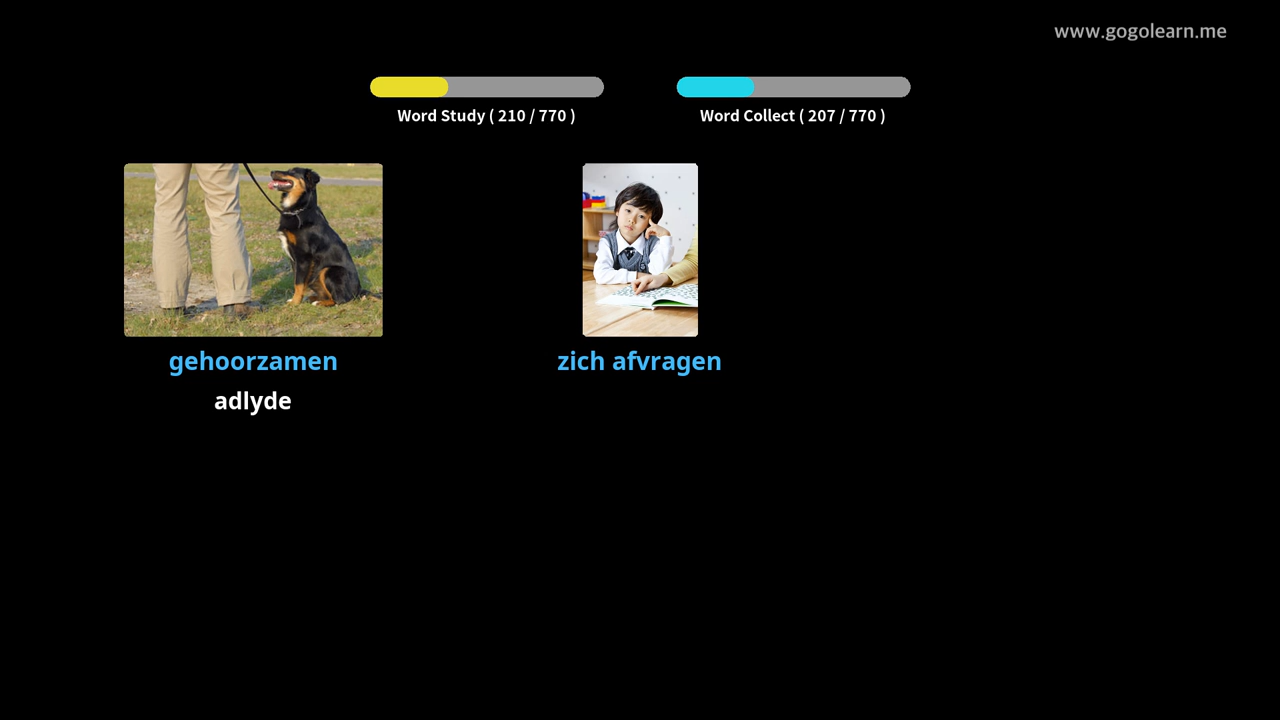 www.gogolearn.me
Word Study ( 210 / 770 )
Word Collect ( 207 / 770 )
gehoorzamen
zich afvragen
adlyde